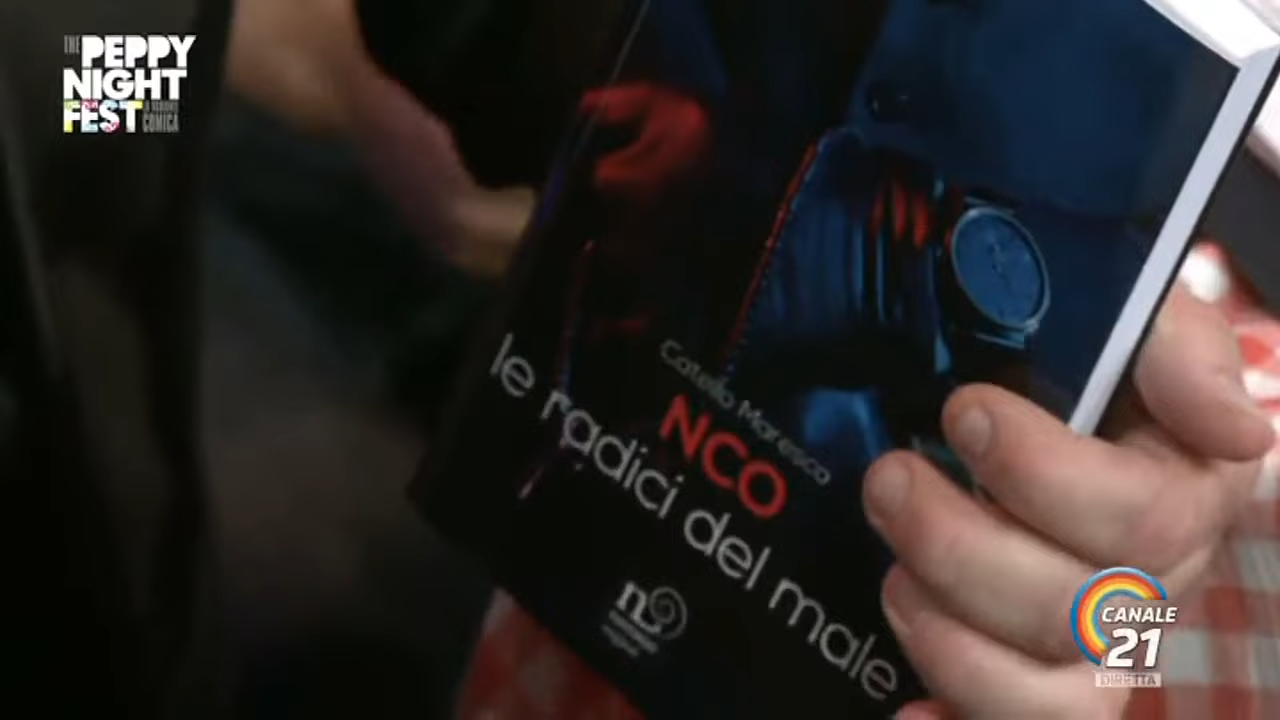 THE
PEPPY
NIGHT
FEST
COMICA
Catello Maresca
NCO
le radici del male
CANALE
21
DIRETTA